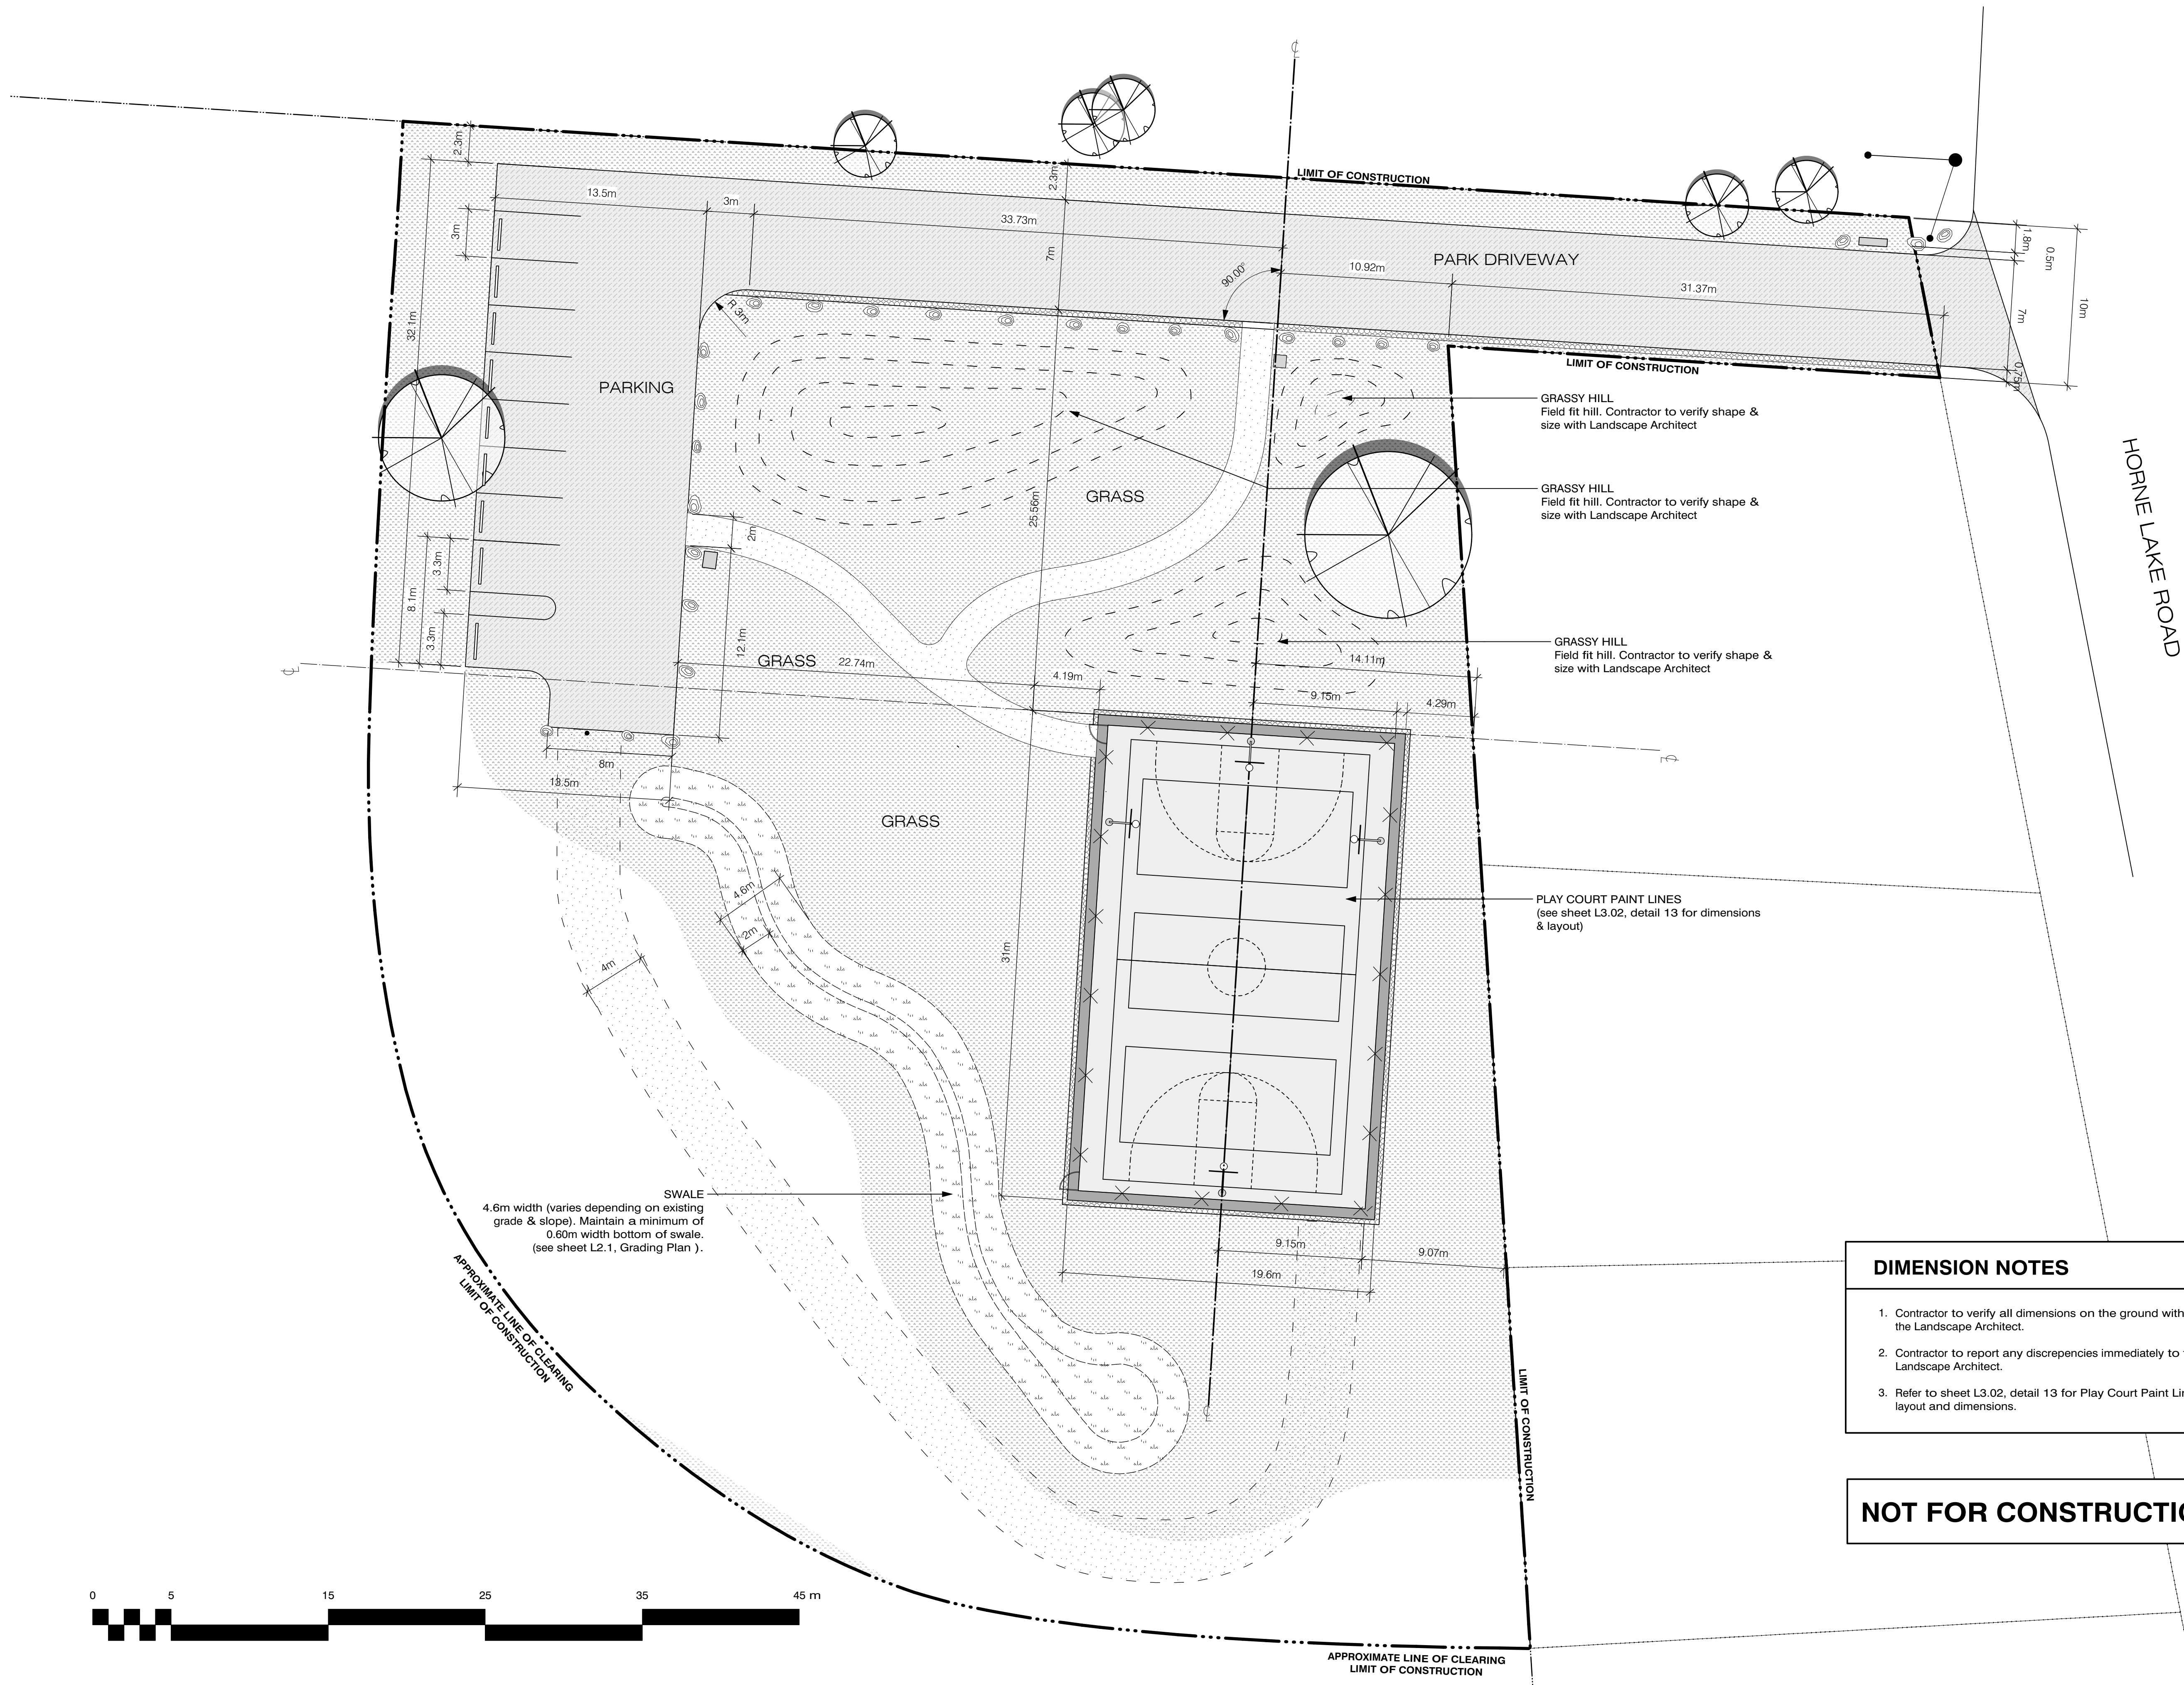 LIMIT OF CONSTRUCTION
2.3m
2.3m
13.5m
3m
33.73m
3m
7m
90.00°
10.92m
PARK DRIVEWAY
31.37m
1.8m
0.5m
7m
10m
0.75m
32.1m
R 3m
PARKING
LIMIT OF CONSTRUCTION
GRASSY HILL
Field fit hill. Contractor to verify shape &
size with Landscape Architect
HORNE LAKE ROAD
GRASS
25.56m
GRASSY HILL
Field fit hill. Contractor to verify shape &
size with Landscape Architect
2m
3.3m
8.1m
3.3m
12.1m
GRASS
22.74m
4.19m
14.11m
9.15m
4.29m
GRASSY HILL
Field fit hill. Contractor to verify shape &
size with Landscape Architect
8m
13.5m
GRASS
4.6m
2m
4m
31m
PLAY COURT PAINT LINES
(see sheet L3.02, detail 13 for dimensions
& layout)
SWALE
4.6m width (varies depending on existing
grade & slope). Maintain a minimum of
0.60m width bottom of swale.
(see sheet L2.1, Grading Plan ).
9.15m
9.07m
19.6m
APPROXIMATE LINE OF CLEARING
LIMIT OF CONSTRUCTION
LIMIT OF CONSTRUCTION
DIMENSION NOTES
1. Contractor to verify all dimensions on the ground with
the Landscape Architect.
2. Contractor to report any discrepencies immediately to
Landscape Architect.
3. Refer to sheet L3.02, detail 13 for Play Court Paint
layout and dimensions.
NOT FOR
0 5 15 25 35 45 m
APPROXIMATE LINE OF CLEARING
LIMIT OF CONSTRUCTION